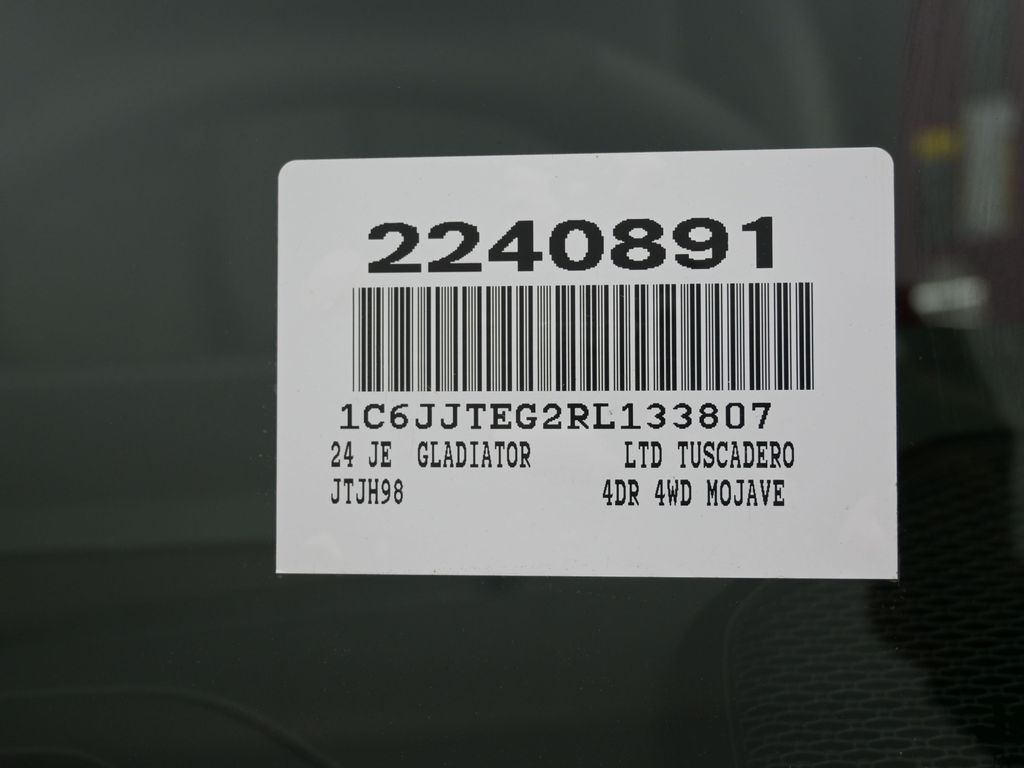 2240891
1C6JJTEG2RL133807
24 JE GLADIATOR LTD TUSCADERO
JTJH98 4DR 4WD MOJAVE